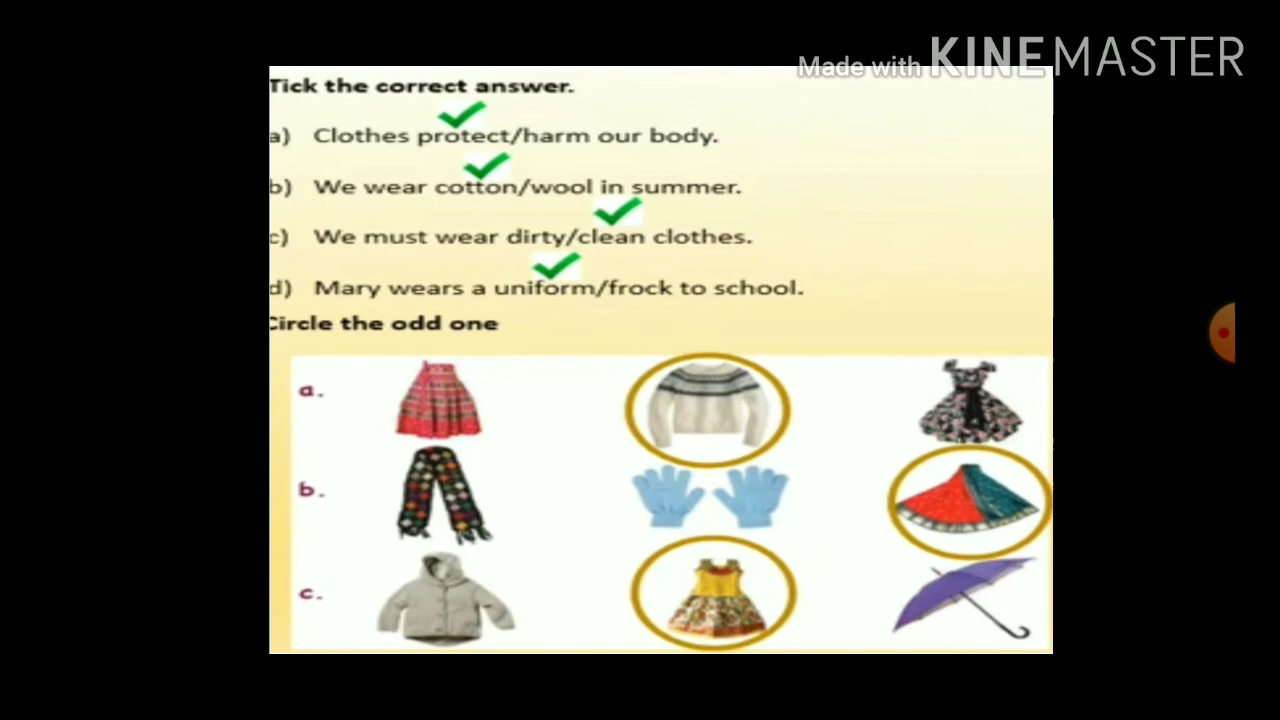 Made with KINEMASTER
Tick the correct answer.
a) Clothes protect/harm our body.
b) We wear cotton/wool in summer.
c) We must wear dirty/clean clothes.
d) Mary wears a uniform/frock to school.
Circle the odd one
a.
b.
c.